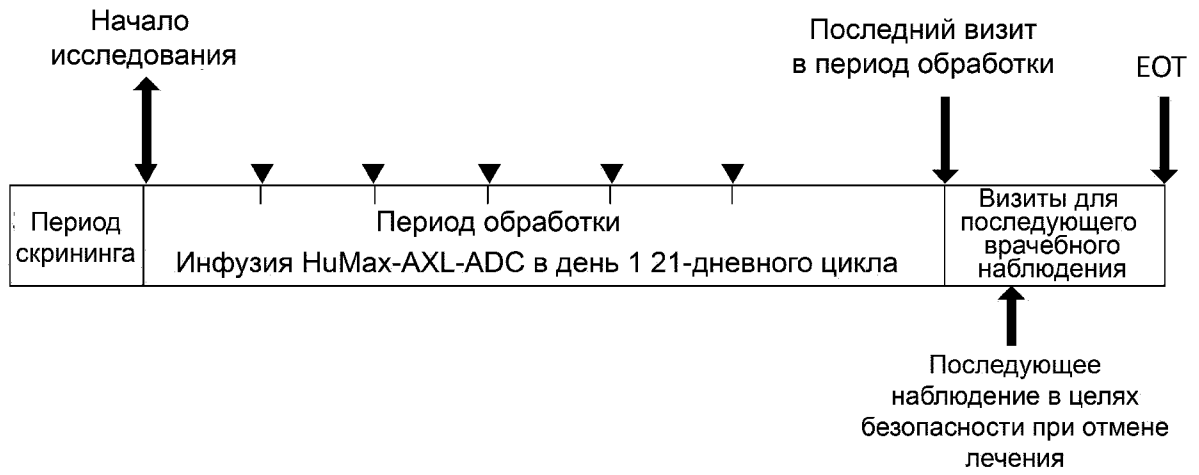 Начало
исследования
Последний визит
в период обработки
EOT
Период
скрининга
Период обработки
Инфузия HuMax-AXL-ADC в день 1 21-дневного цикла
Визиты для
последующего
врачебного
наблюдения
Последующее
наблюдение в целях
безопасности при отмене
лечения